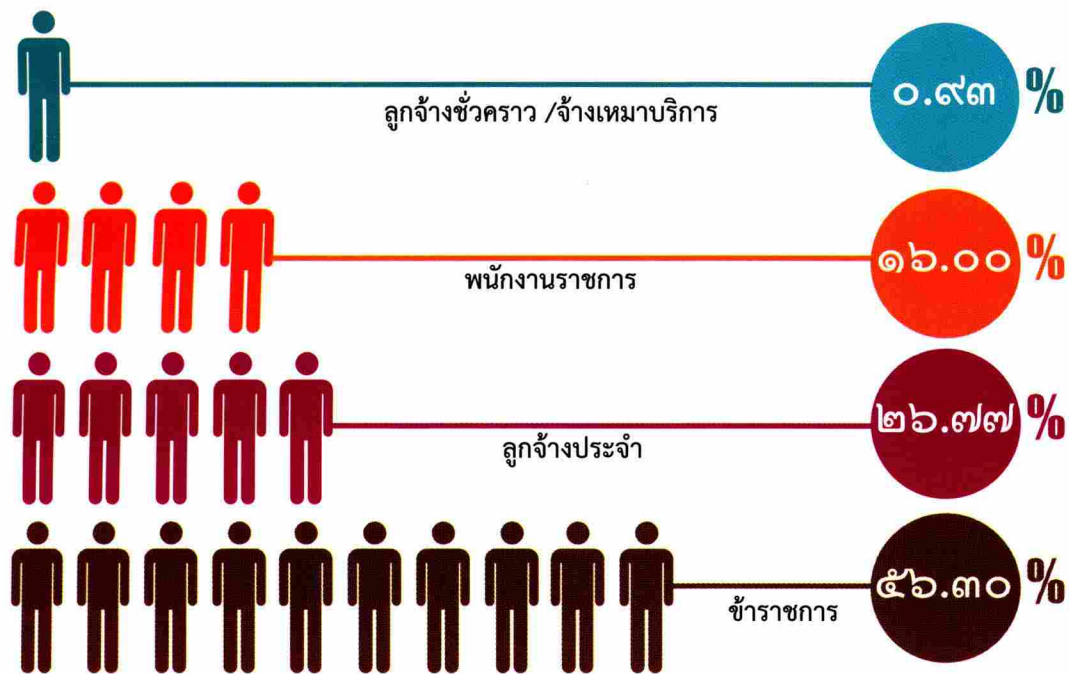 ๐.๙๓ %
ลูกจ้างชั่วคราว /จ้างเหมาบริการ
๑๖.๐๐ %
พนักงานราชการ
๒๖.๗๗ %
ลูกจ้างประจำ
๕๖.๓๐ %
ข้าราชการ